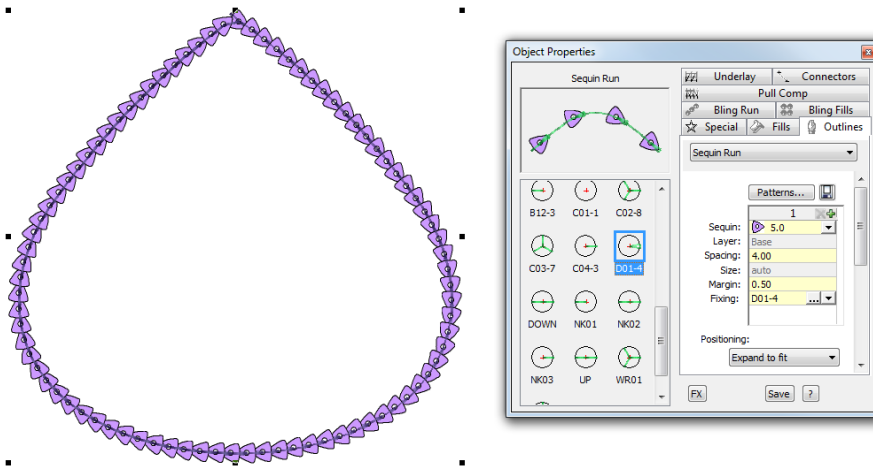 Object Properties
Sequin Run
Underlay
Connectors
Pull Comp
Bling Run
Bling Fills
Special
Fills
Outlines
Sequin Run
Patterns...
1
Sequin: 5.0
Layer: Base
Spacing: 4.00
Size: auto
Margin: 0.50
Fixing: D01-4 ...
Positioning:
Expand to fit
B12-3 C01-1 C02-8
C03-7 C04-3 D01-4
DOWN NK01 NK02
NK03 UP WR01
FX Save ?